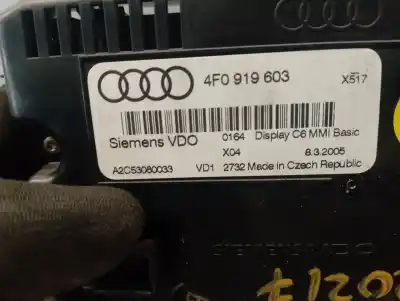 4F0 919 603 X517
Siemens VDO 0164 Display C6 MMI Basic
X04 8.3.2005
A2C53080033 VD1 2732 Made in Czech Republic